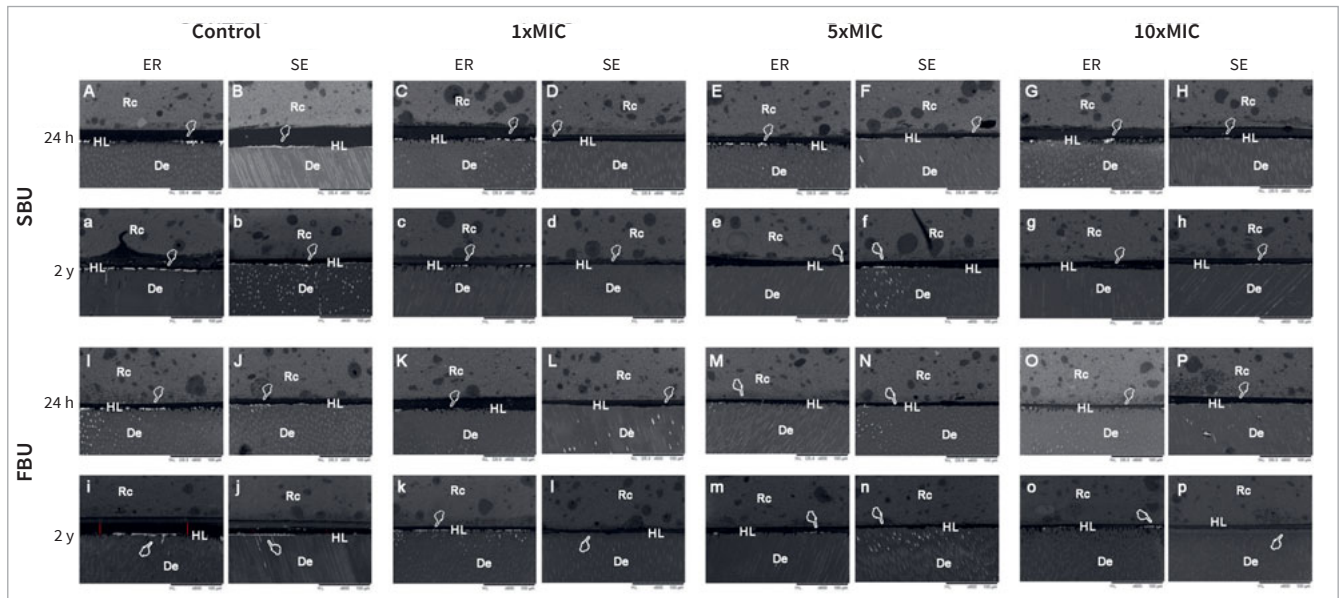 Control 1xMIC 5xMIC 10xMIC
ER SE ER SE ER SE ER SE
SBU
24 h
A Rc HL De
B Rc HL De
C Rc HL De
D Rc HL De
E Rc HL De
F Rc HL De
G Rc HL De
H Rc HL De
2 y
a Rc HL De
b Rc HL De
c Rc HL De
d Rc HL De
e Rc HL De
f Rc HL De
g Rc HL De
h Rc HL De
FBU
24 h
I Rc HL De
J Rc HL De
K Rc HL De
L Rc HL De
M Rc HL De
N Rc HL De
O Rc HL De
P Rc HL De
2 y
i Rc HL De
j Rc HL De
k Rc HL De
l Rc HL De
m Rc HL De
n Rc HL De
o Rc HL De
p Rc HL De